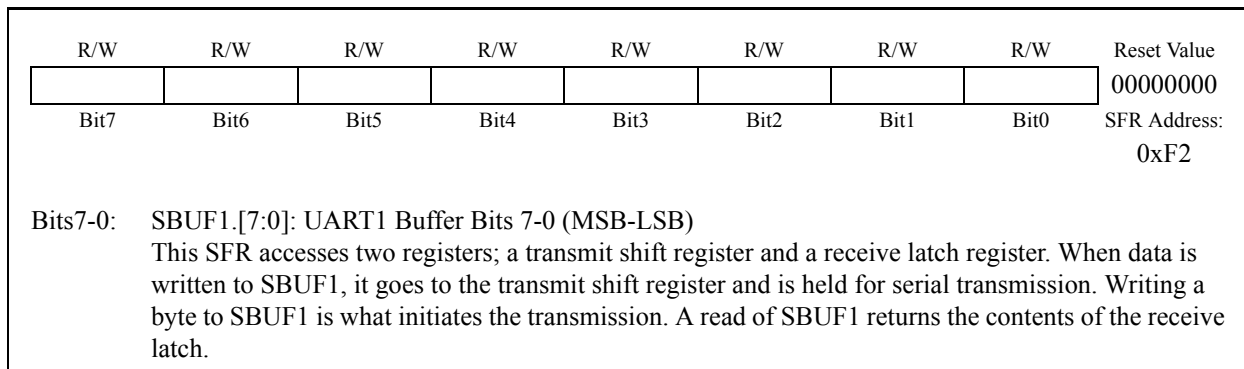 R/W R/W R/W R/W R/W R/W R/W R/W Reset Value
00000000
Bit7 Bit6 Bit5 Bit4 Bit3 Bit2 Bit1 Bit0 SFR Address:
0xF2
Bits7-0: SBUF1.[7:0]: UART1 Buffer Bits 7-0 (MSB-LSB)
This SFR accesses two registers; a transmit shift register and a receive latch register. When data is
written to SBUF1, it goes to the transmit shift register and is held for serial transmission. Writing a
byte to SBUF1 is what initiates the transmission. A read of SBUF1 returns the contents of the receive
latch.